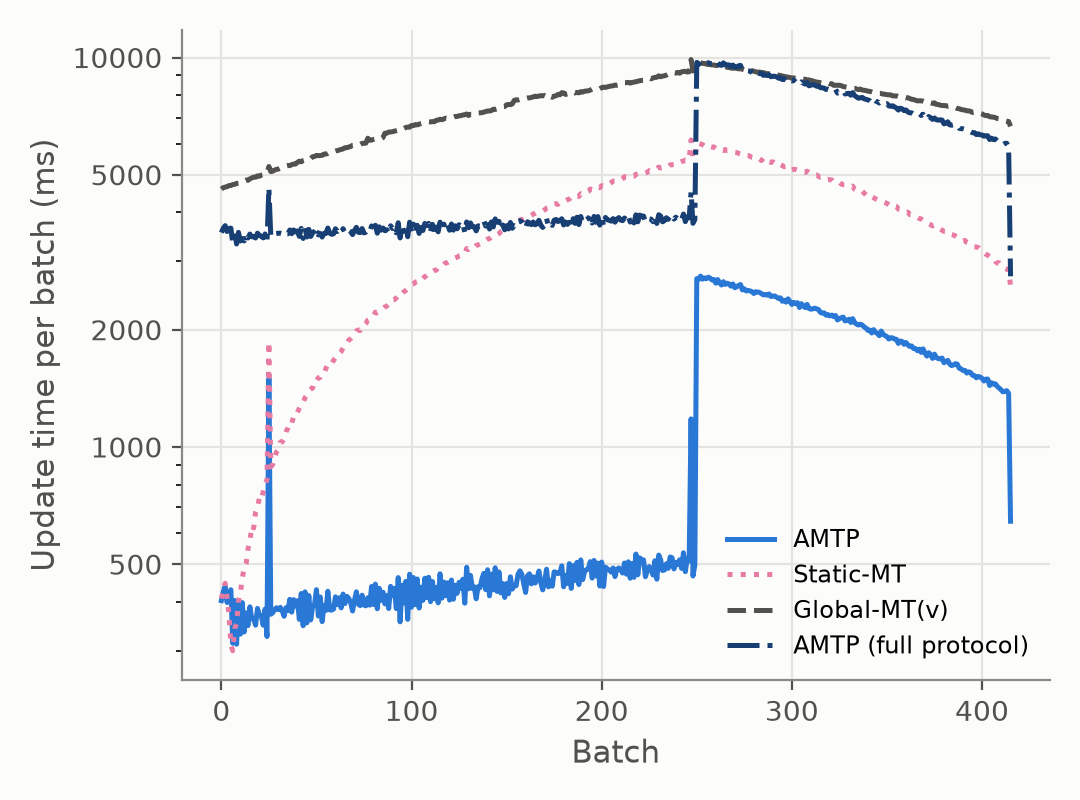 Update time per batch (ms)
10000
5000
2000
1000
500
0
100
200
300
400
Batch
AMTP
Static-MT
Global-MT(v)
AMTP (full protocol)